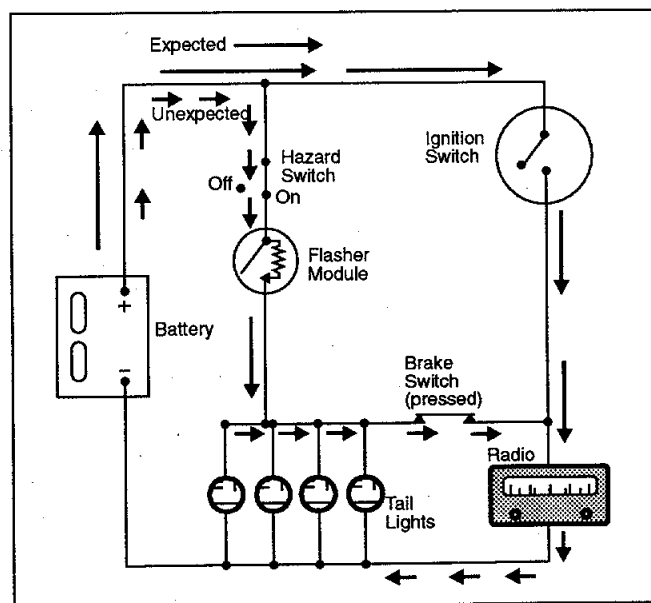 Expected
Unexpected
Ignition
Switch
Hazard
Switch
Off
On
Flasher
Module
+
Battery
−
Brake
Switch
(pressed)
Radio
Tail
Lights